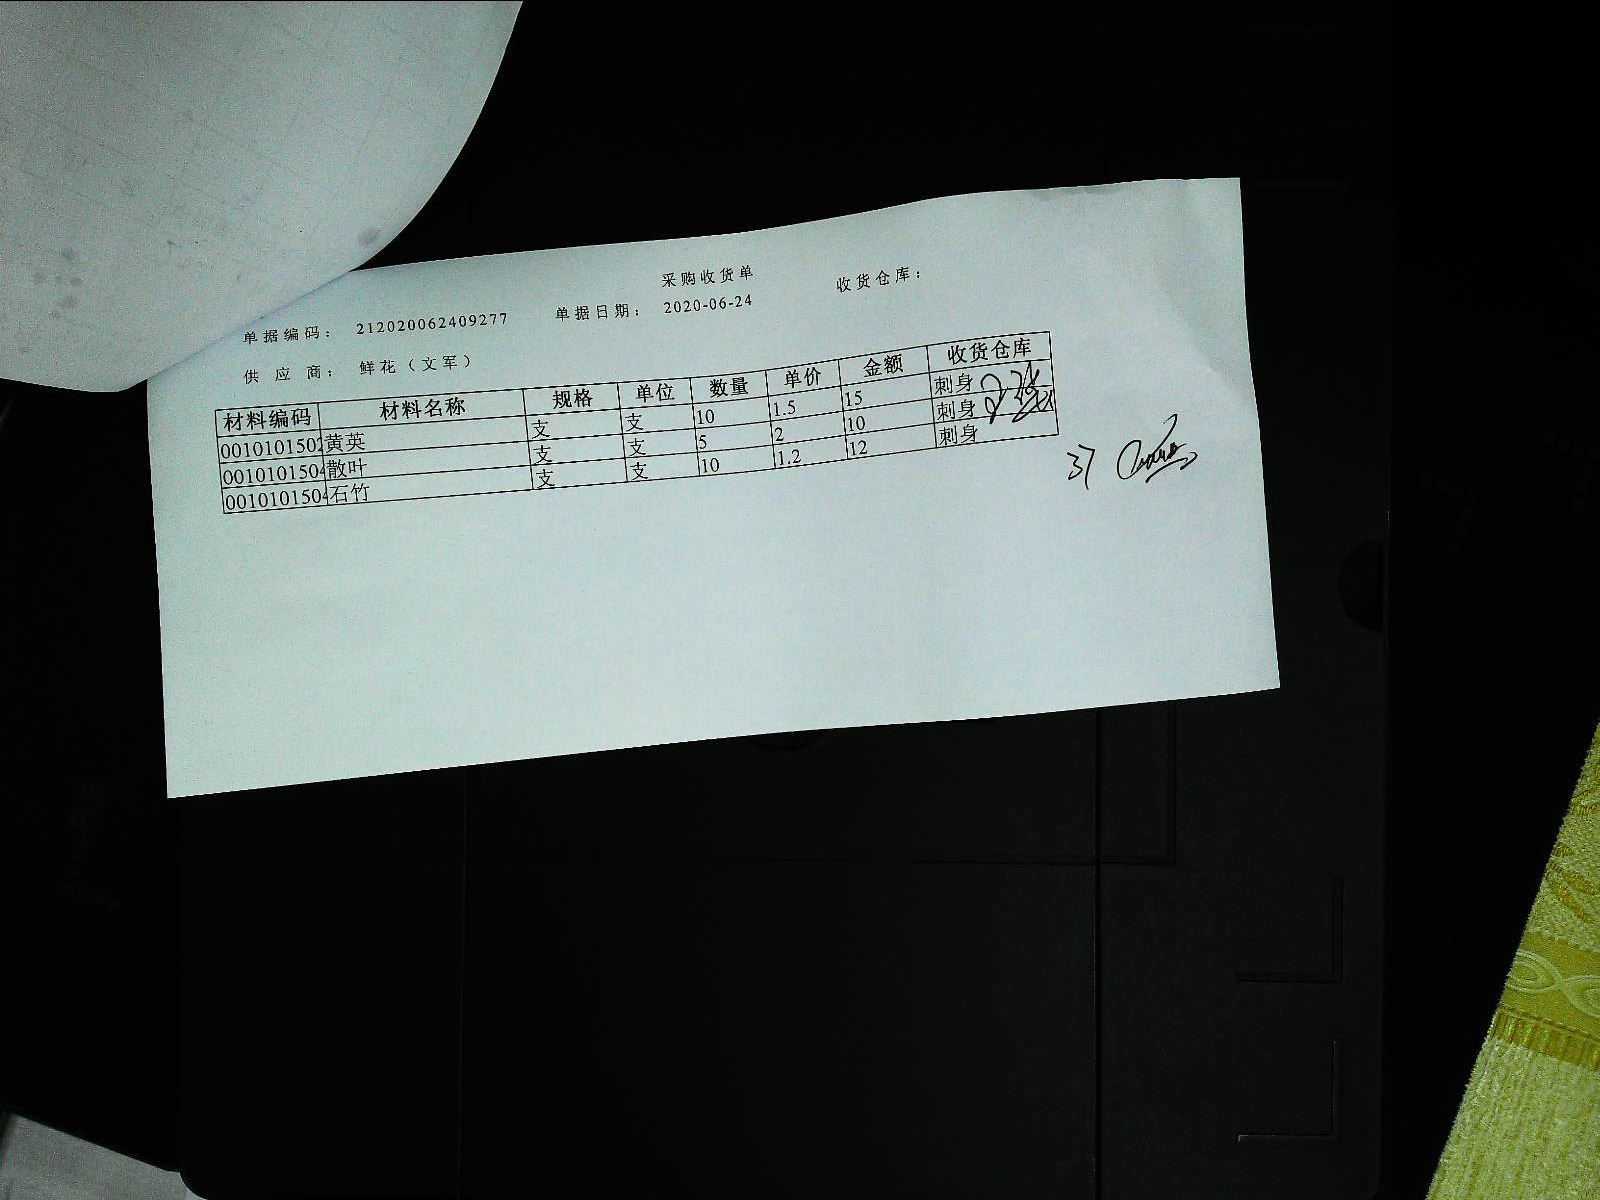 采购收货单
单据编码： 212020062409277 单据日期： 2020-06-24 收货仓库：
供 应 商： 鲜花（文军）
材料编码 材料名称 规格 单位 数量 单价 金额 收货仓库
0010101502 黄英 支 支 10 1.5 15 刺身
0010101504 散叶 支 支 5 2 10 刺身
0010101504 石竹 支 支 10 1.2 12 刺身
37